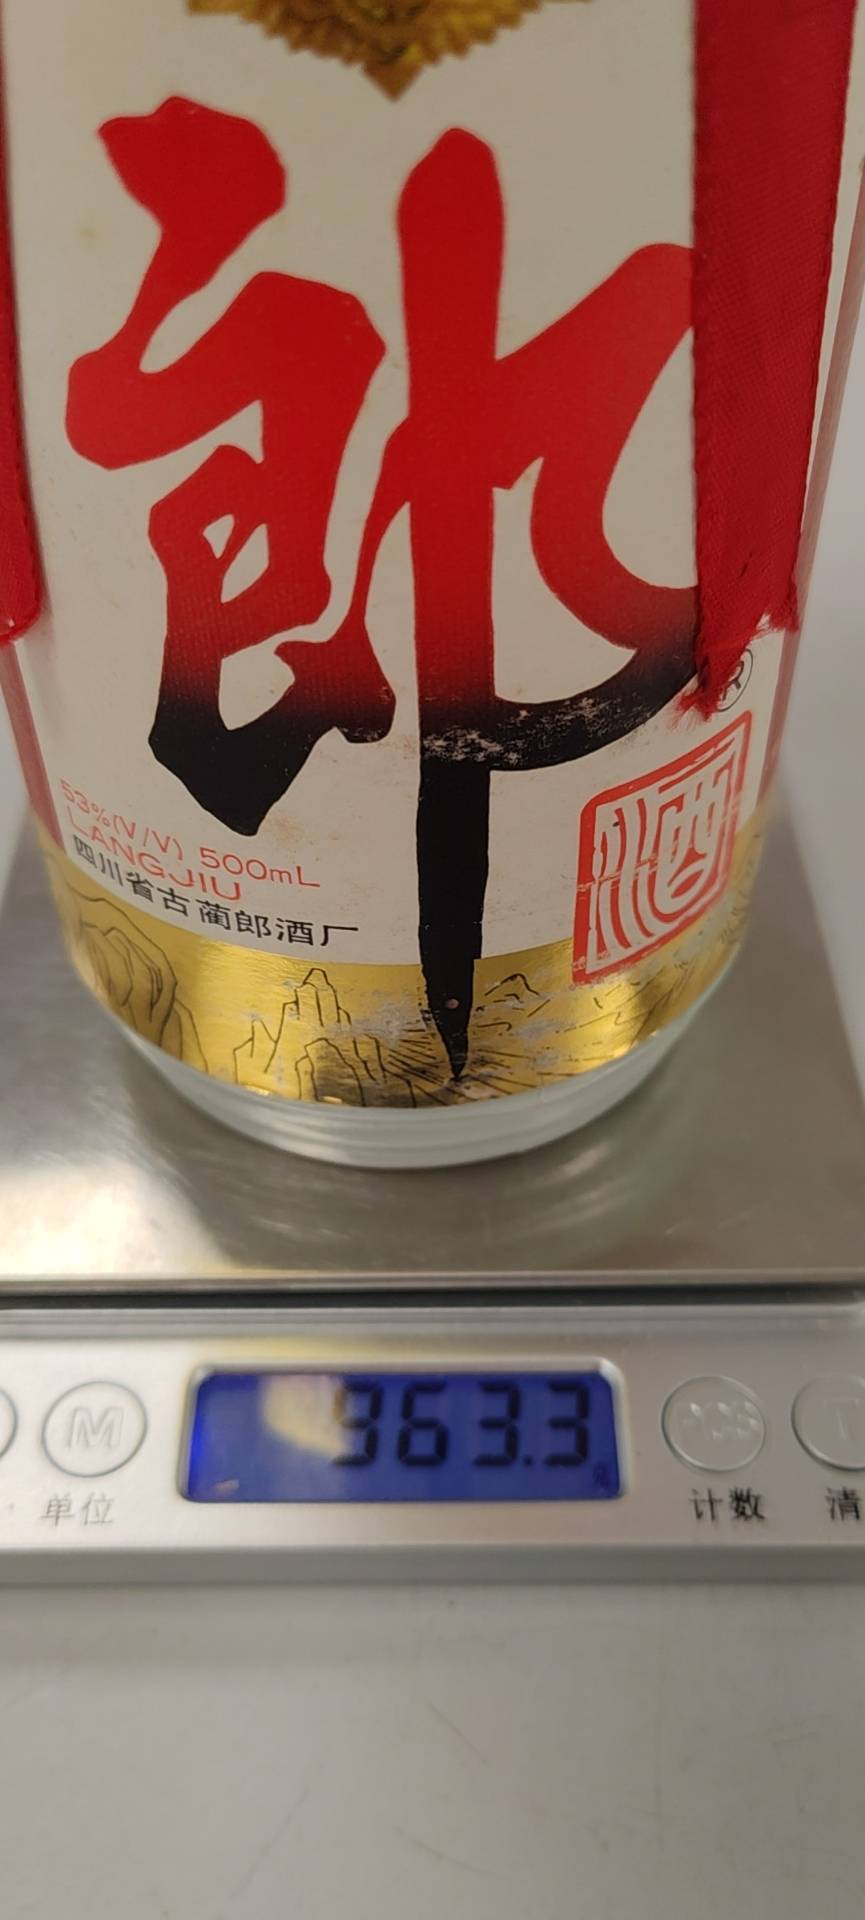 郎
®
酒
53%(V/V) 500mL
LANGJIU
四川省古蔺郎酒厂
963.3
M
单位
计数
T
清